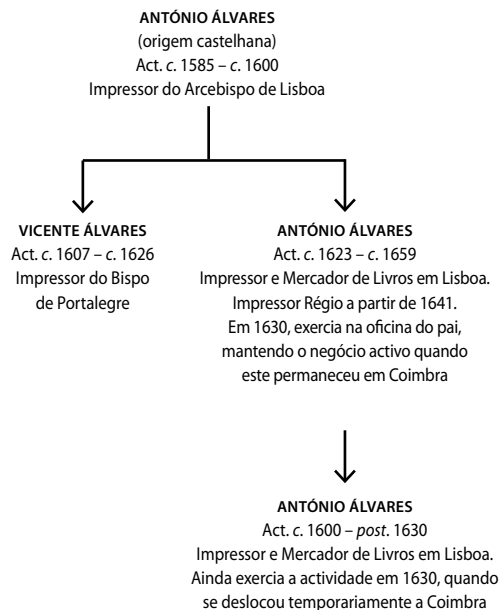 ANTÓNIO ÁLVARES
(origem castelhana)
Act. c. 1585 – c. 1600
Impressor do Arcebispo de Lisboa
VICENTE ÁLVARES
Act. c. 1607 – c. 1626
Impressor do Bispo
de Portalegre
ANTÓNIO ÁLVARES
Act. c. 1623 – c. 1659
Impressor e Mercador de Livros em Lisboa.
Impressor Régio a partir de 1641.
Em 1630, exercia na oficina do pai,
mantendo o negócio activo quando
este permaneceu em Coimbra
ANTÓNIO ÁLVARES
Act. c. 1600 – post. 1630
Impressor e Mercador de Livros em Lisboa.
Ainda exercia a actividade em 1630, quando
se deslocou temporariamente a Coimbra